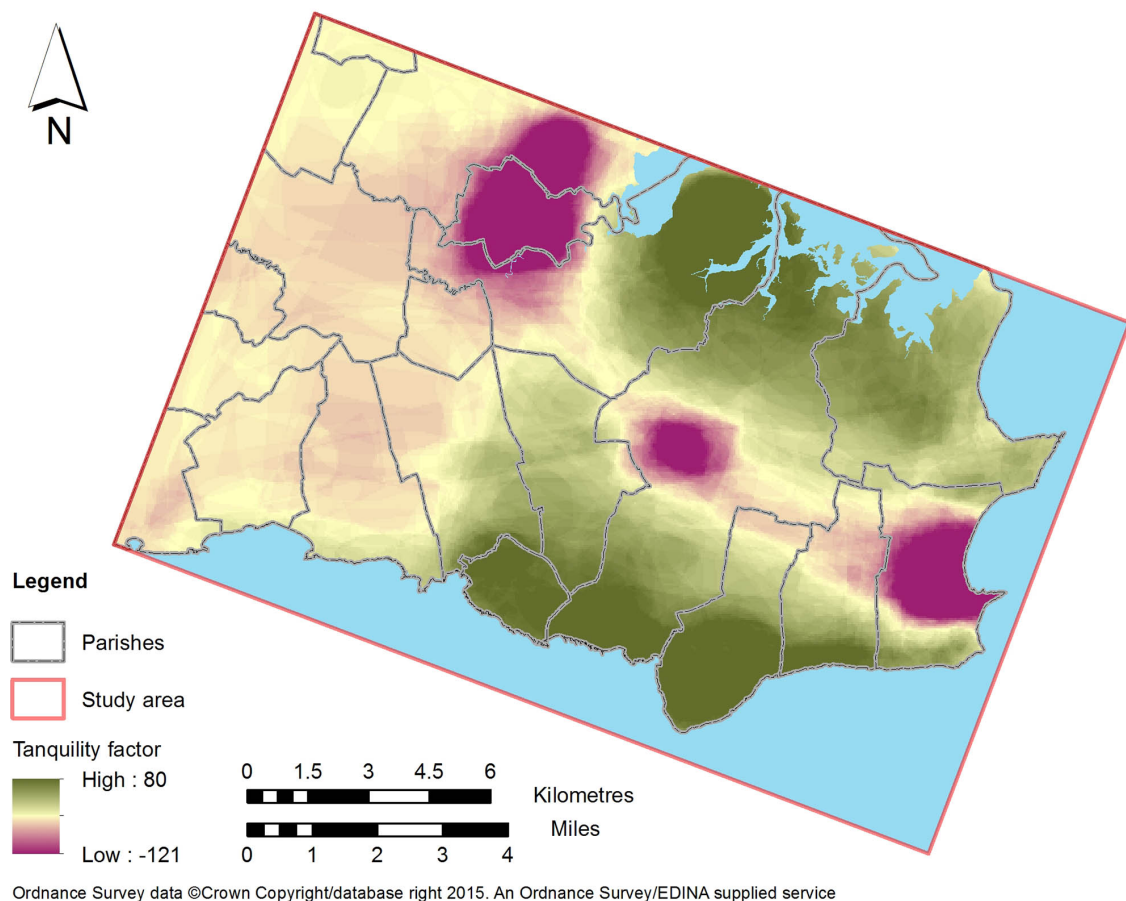 N
Legend
Parishes
Study area
Tanquility factor
High : 80
Low : -121
0 1.5 3 4.5 6
Kilometres
Miles
0 1 2 3 4
Ordnance Survey data ©Crown Copyright/database right 2015. An Ordnance Survey/EDINA supplied service